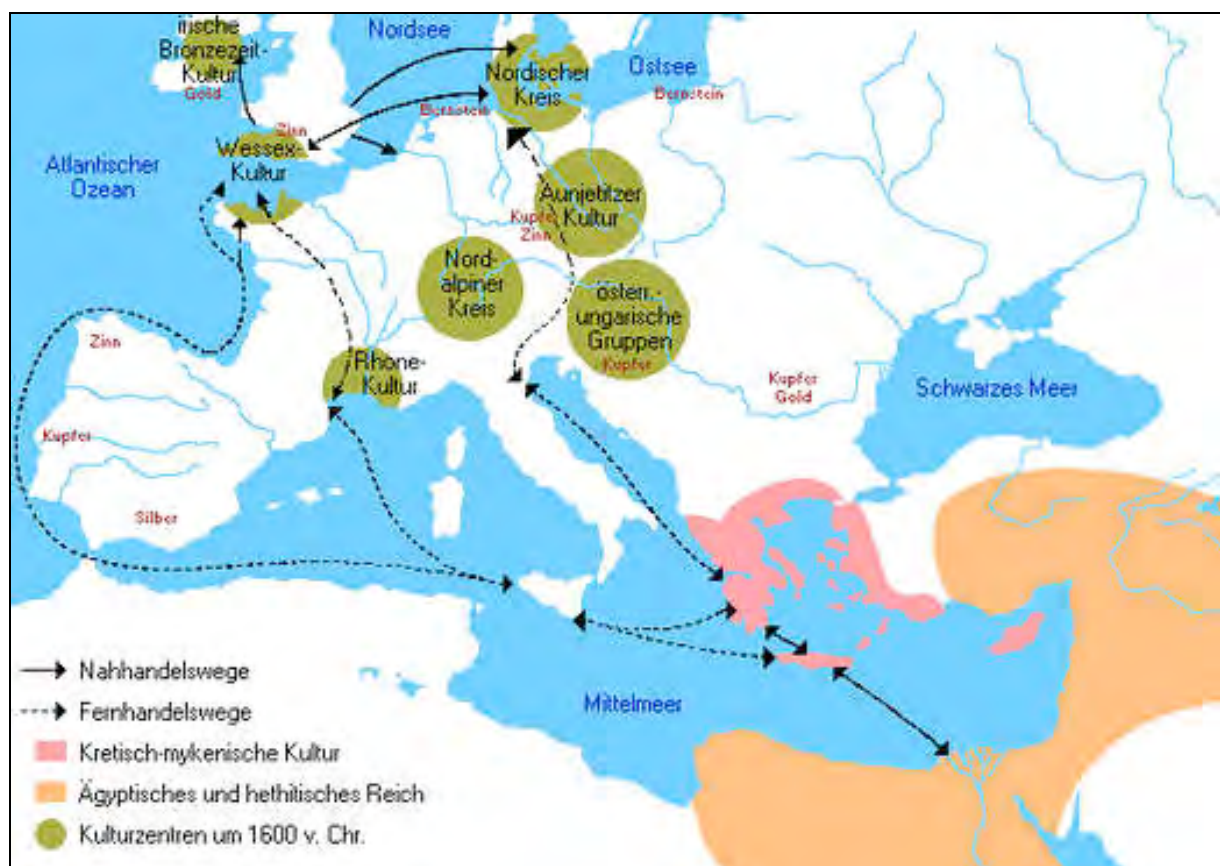 irische
Bronzezeit-
Kultur
Gold
Nordsee
Nordischer
Kreis
Ostsee
Bernstein
Bernstein
Zinn
Wessex-
Kultur
Atlantischer
Ozean
Aunjetitzer
Kultur
Kupfer
Zinn
Nord-
alpiner
Kreis
österr.-
ungarische
Gruppen
Kupfer
Zinn
Rhone-
Kultur
Kupfer
Gold
Schwarzes Meer
Kupfer
Silber
Mittelmeer
Nahhandelswege
Fernhandelswege
Kretisch-mykenische Kultur
Ägyptisches und hethitisches Reich
Kulturzentren um 1600 v. Chr.